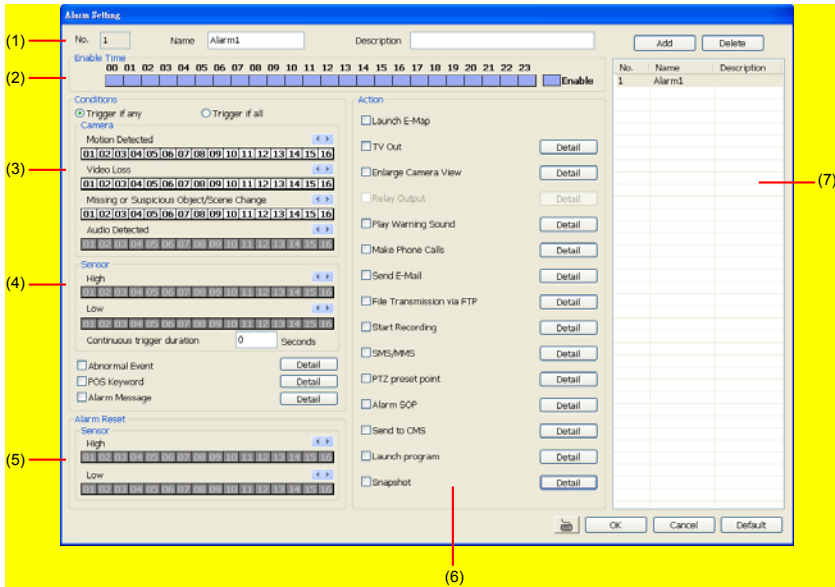 Alarm Setting
(1)
No. 1 Name Alarm1 Description
Add Delete
Enable Time
(2)
00 01 02 03 04 05 06 07 08 09 10 11 12 13 14 15 16 17 18 19 20 21 22 23
Enable
No. Name Description
1 Alarm1
(7)
Conditions
Trigger if any Trigger if all
(3)
Camera
Motion Detected
01 02 03 04 05 06 07 08 09 10 11 12 13 14 15 16
Video Loss
01 02 03 04 05 06 07 08 09 10 11 12 13 14 15 16
Missing or Suspicious Object/Scene Change
01 02 03 04 05 06 07 08 09 10 11 12 13 14 15 16
Audio Detected
01 02 03 04 05 06 07 08 09 10 11 12 13 14 15 16
(4)
Sensor
High
01 02 03 04 05 06 07 08 09 10 11 12 13 14 15 16
Low
01 02 03 04 05 06 07 08 09 10 11 12 13 14 15 16
Continuous trigger duration 0 Seconds
Abnormal Event Detail
POS Keyword Detail
Alarm Message Detail
Alarm Reset
(5)
Sensor
High
01 02 03 04 05 06 07 08 09 10 11 12 13 14 15 16
Low
01 02 03 04 05 06 07 08 09 10 11 12 13 14 15 16
Action
Launch E-Map
TV Out Detail
Enlarge Camera View Detail
Relay Output Detail
Play Warning Sound Detail
Make Phone Calls Detail
Send E-Mail Detail
File Transmission via FTP Detail
Start Recording Detail
SMS/MMS Detail
PTZ preset point Detail
Alarm SOP Detail
Send to CMS Detail
Launch program Detail
Snapshot Detail
OK Cancel Default
(6)